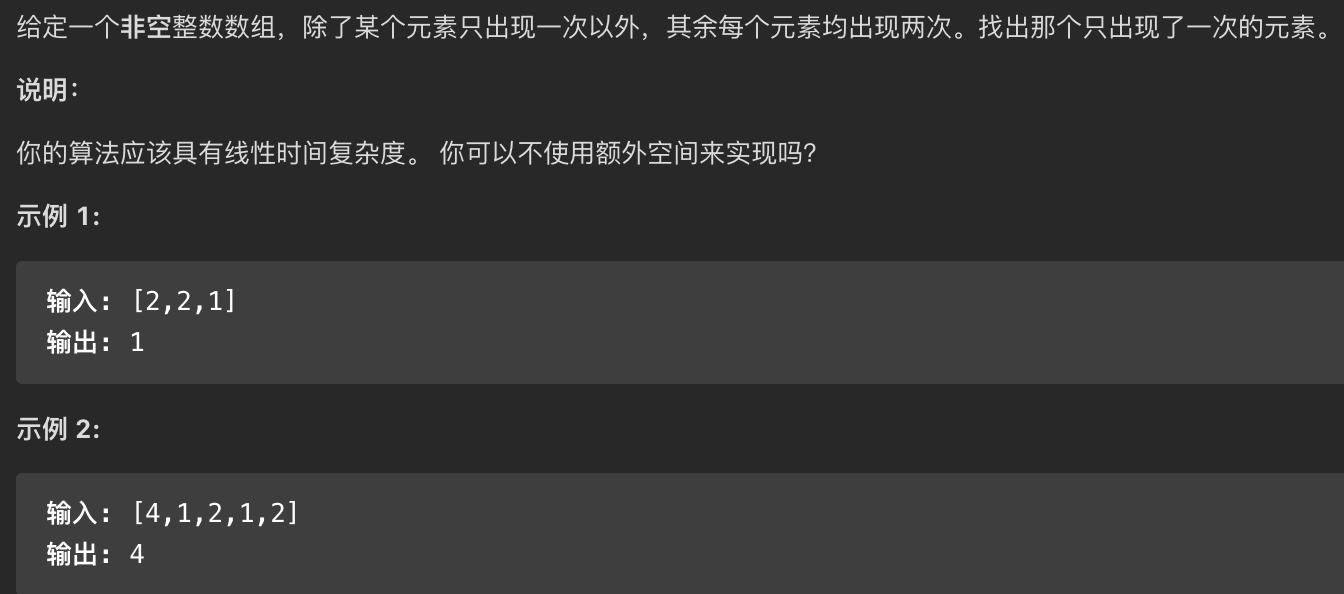 给定一个非空整数数组，除了某个元素只出现一次以外，其余每个元素均出现两次。找出那个只出现了一次的元素。
说明：
你的算法应该具有线性时间复杂度。 你可以不使用额外空间来实现吗？
示例 1:
输入: [2,2,1]
输出: 1
示例 2:
输入: [4,1,2,1,2]
输出: 4